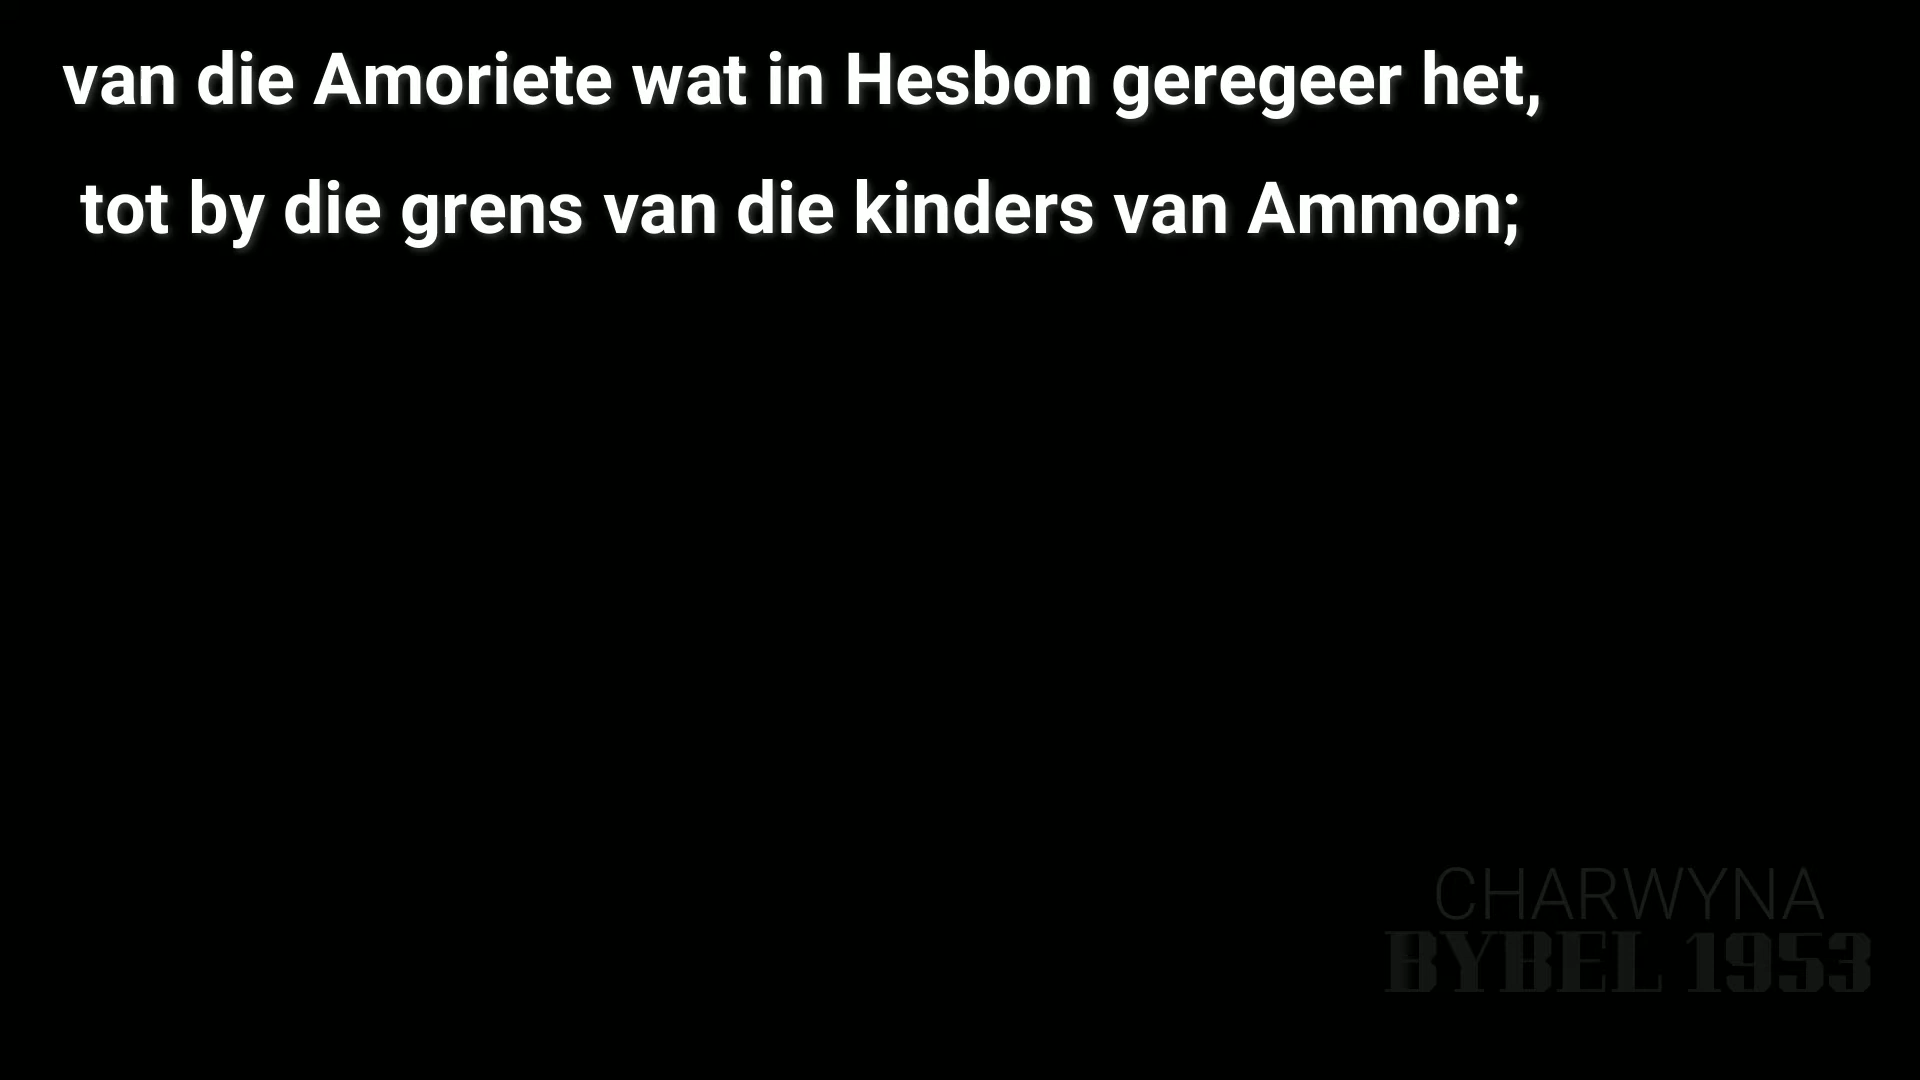 van die Amoriete wat in Hesbon geregeer het,
tot by die grens van die kinders van Ammon;
CHARWYNA
BYBEL 1953